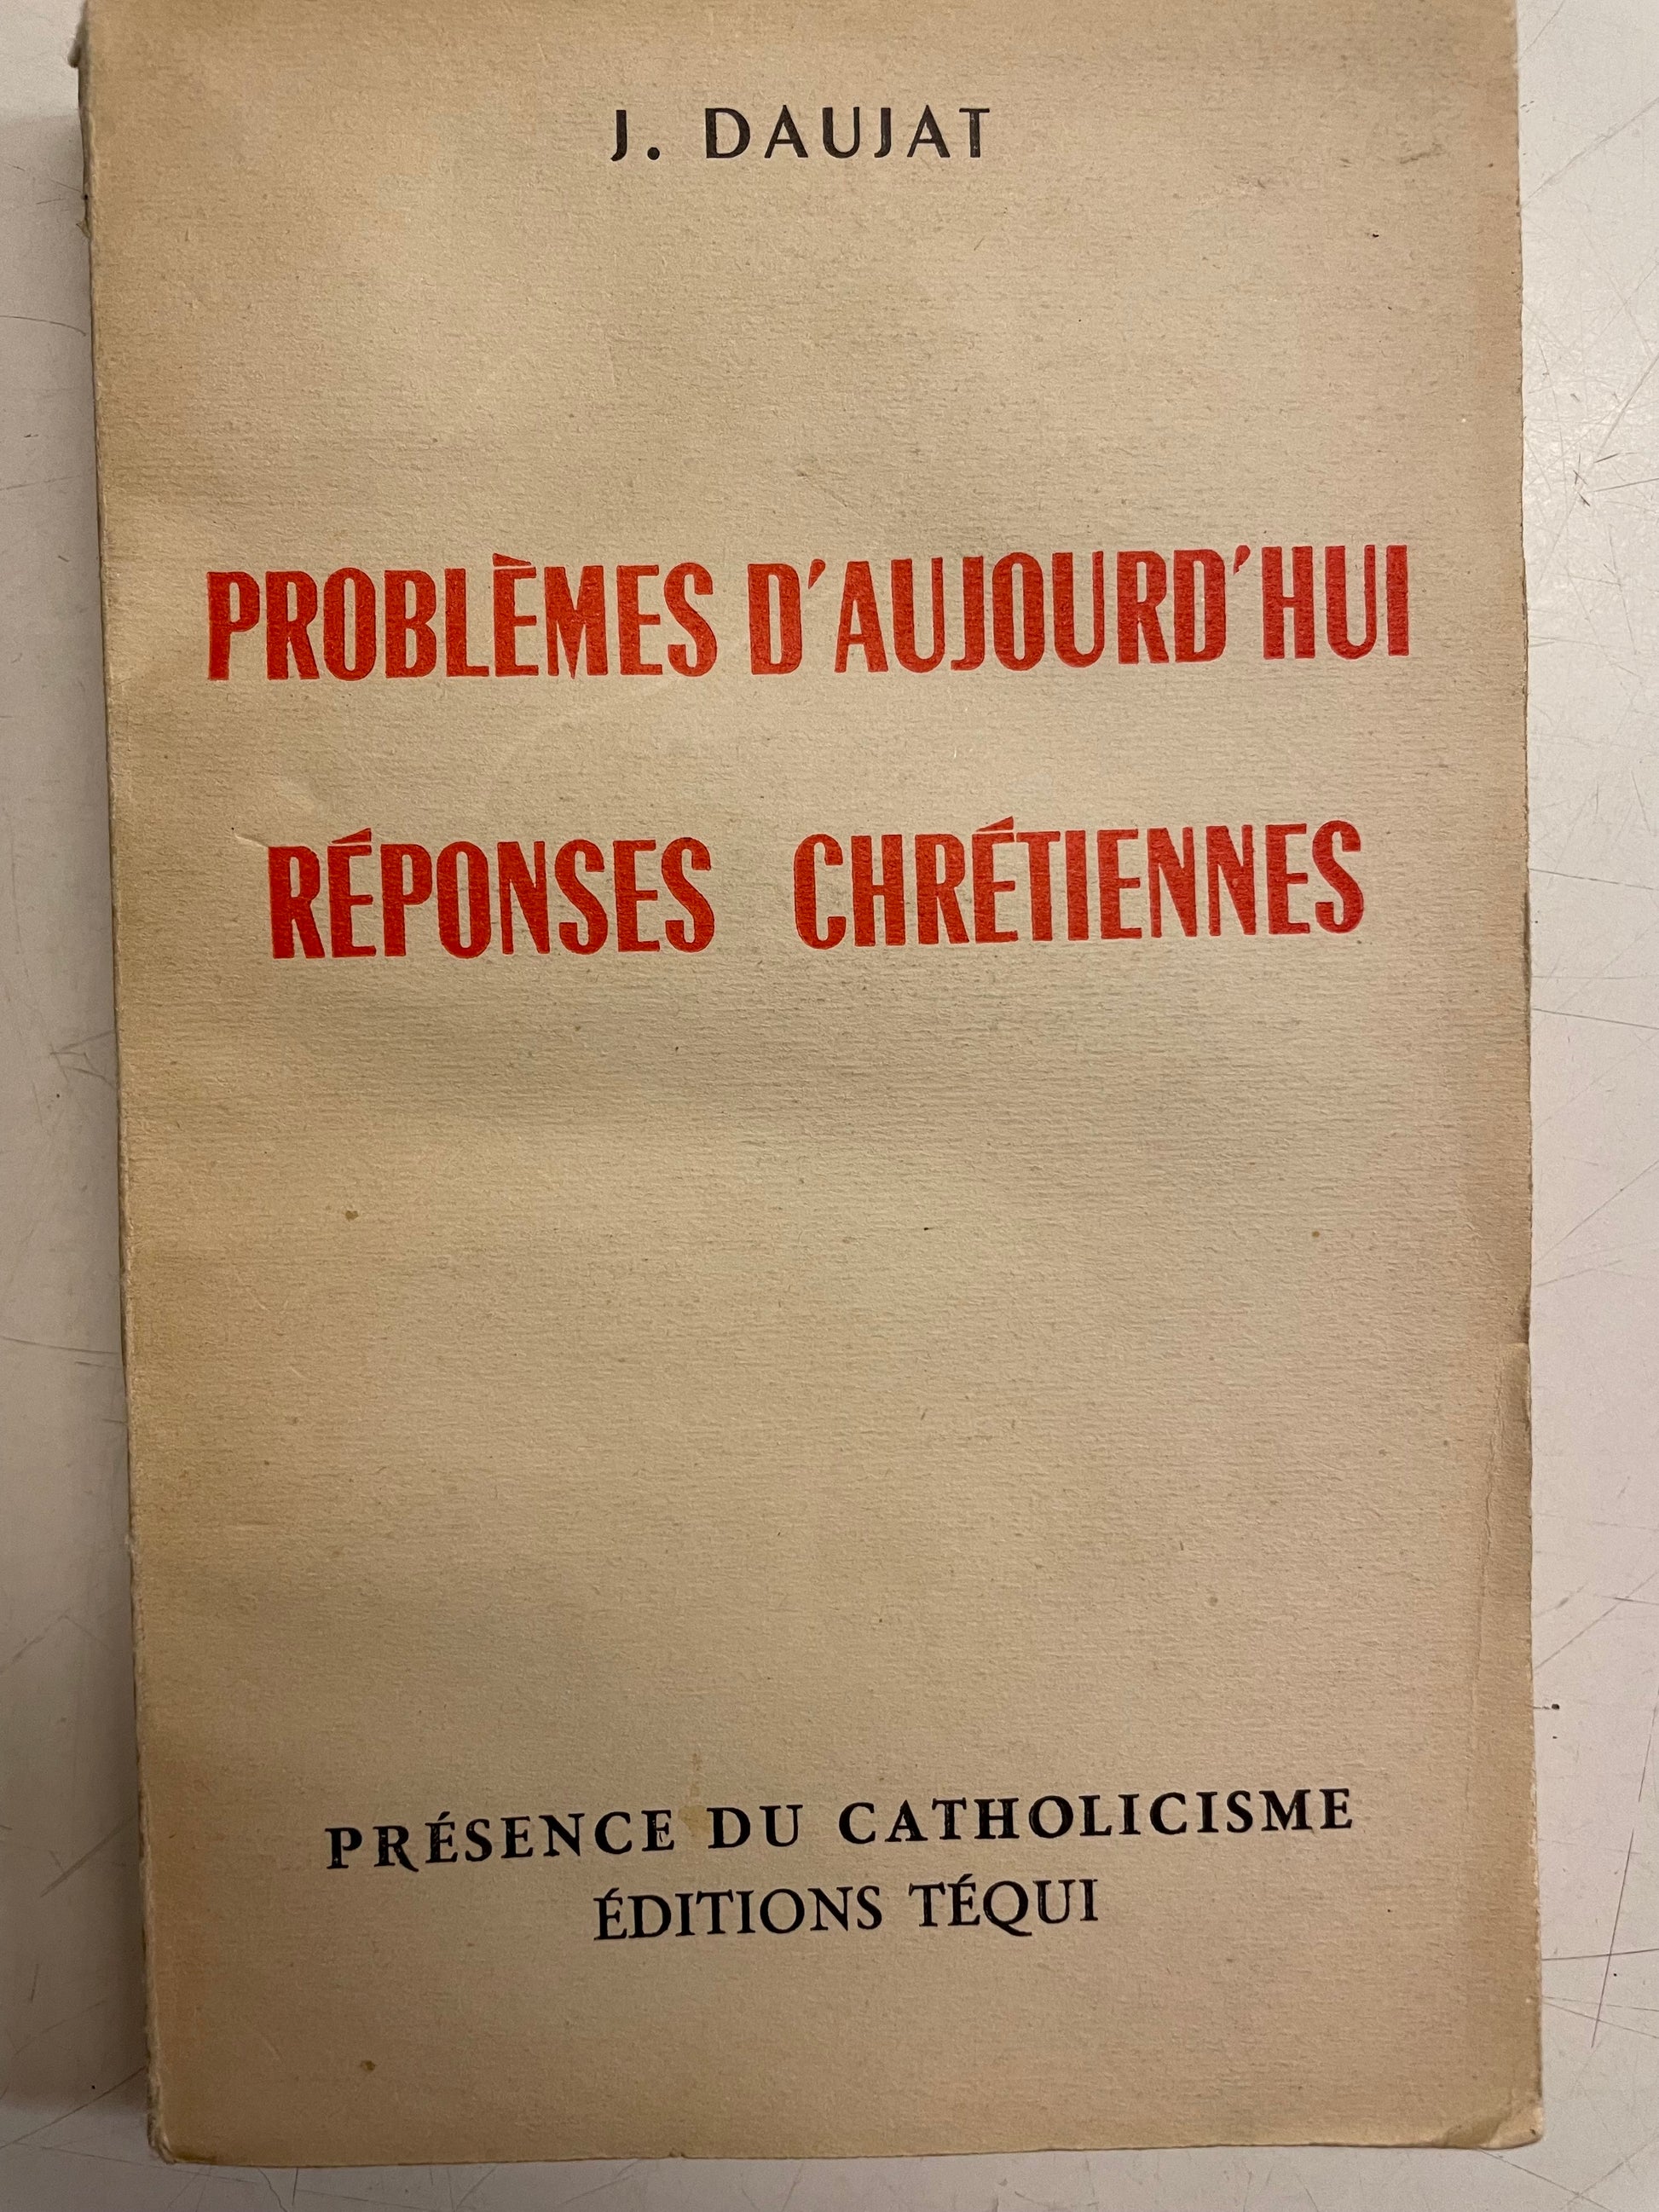 J. DAUJAT
PROBLÈMES D'AUJOURD'HUI
RÉPONSES CHRÉTIENNES
PRÉSENCE DU CATHOLICISME
ÉDITIONS TÉQUI